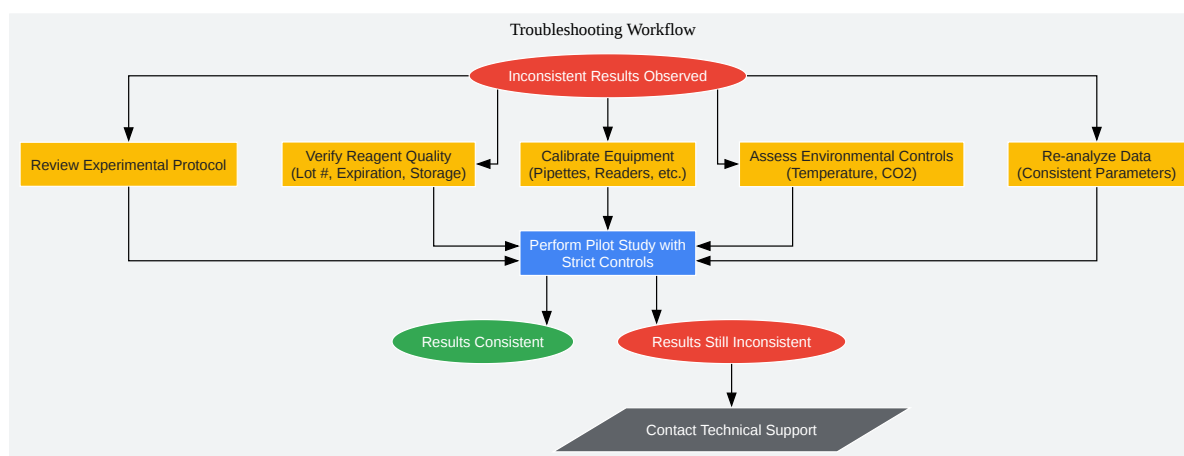 Troubleshooting Workflow
Inconsistent Results Observed
Review Experimental Protocol
Verify Reagent Quality
(Lot #, Expiration, Storage)
Calibrate Equipment
(Pipettes, Readers, etc.)
Assess Environmental Controls
(Temperature, CO2)
Re-analyze Data
(Consistent Parameters)
Perform Pilot Study with
Strict Controls
Results Consistent
Results Still Inconsistent
Contact Technical Support